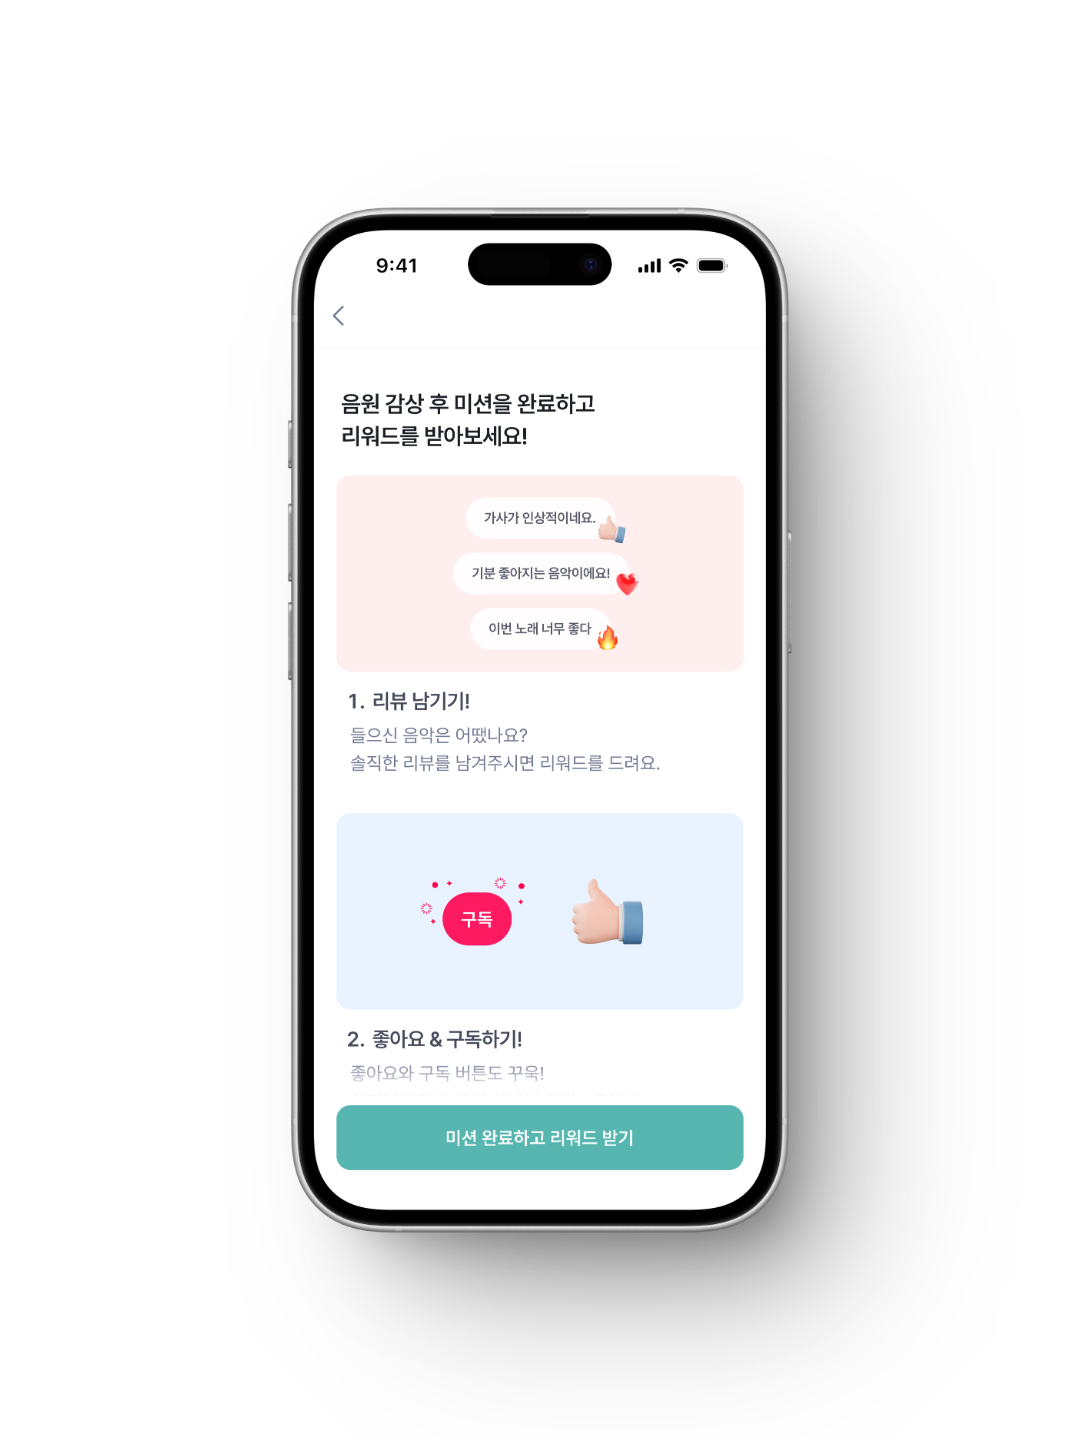 9:41
음원 감상 후 미션을 완료하고
리워드를 받아보세요!
가사가 인상적이네요.
기분 좋아지는 음악이에요!
이번 노래 너무 좋다
1. 리뷰 남기기!
들으신 음악은 어땠나요?
솔직한 리뷰를 남겨주시면 리워드를 드려요.
구독
2. 좋아요 & 구독하기!
좋아요와 구독 버튼도 꾸욱!
미션 완료하고 리워드 받기